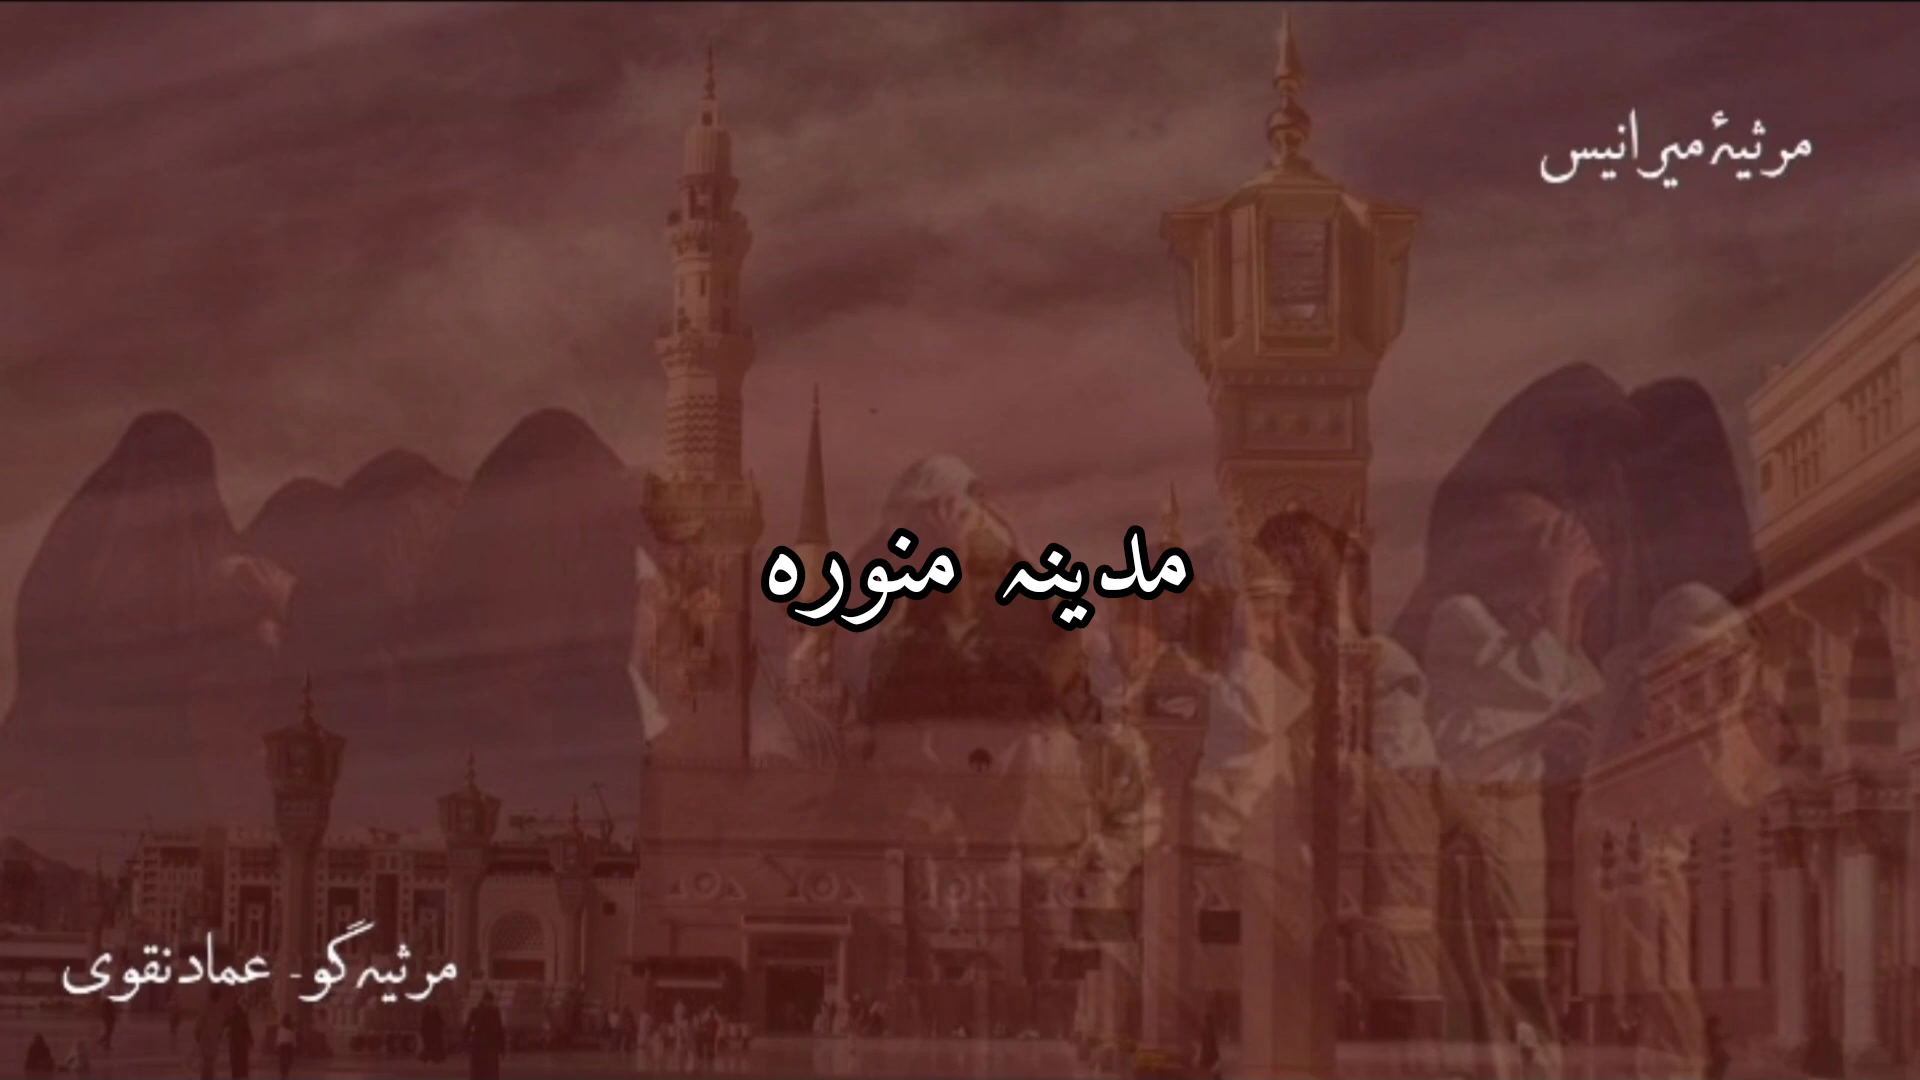 مرثیۂ میر انیس
مدینہ منورہ
مرثیہ گو - عماد نقوی